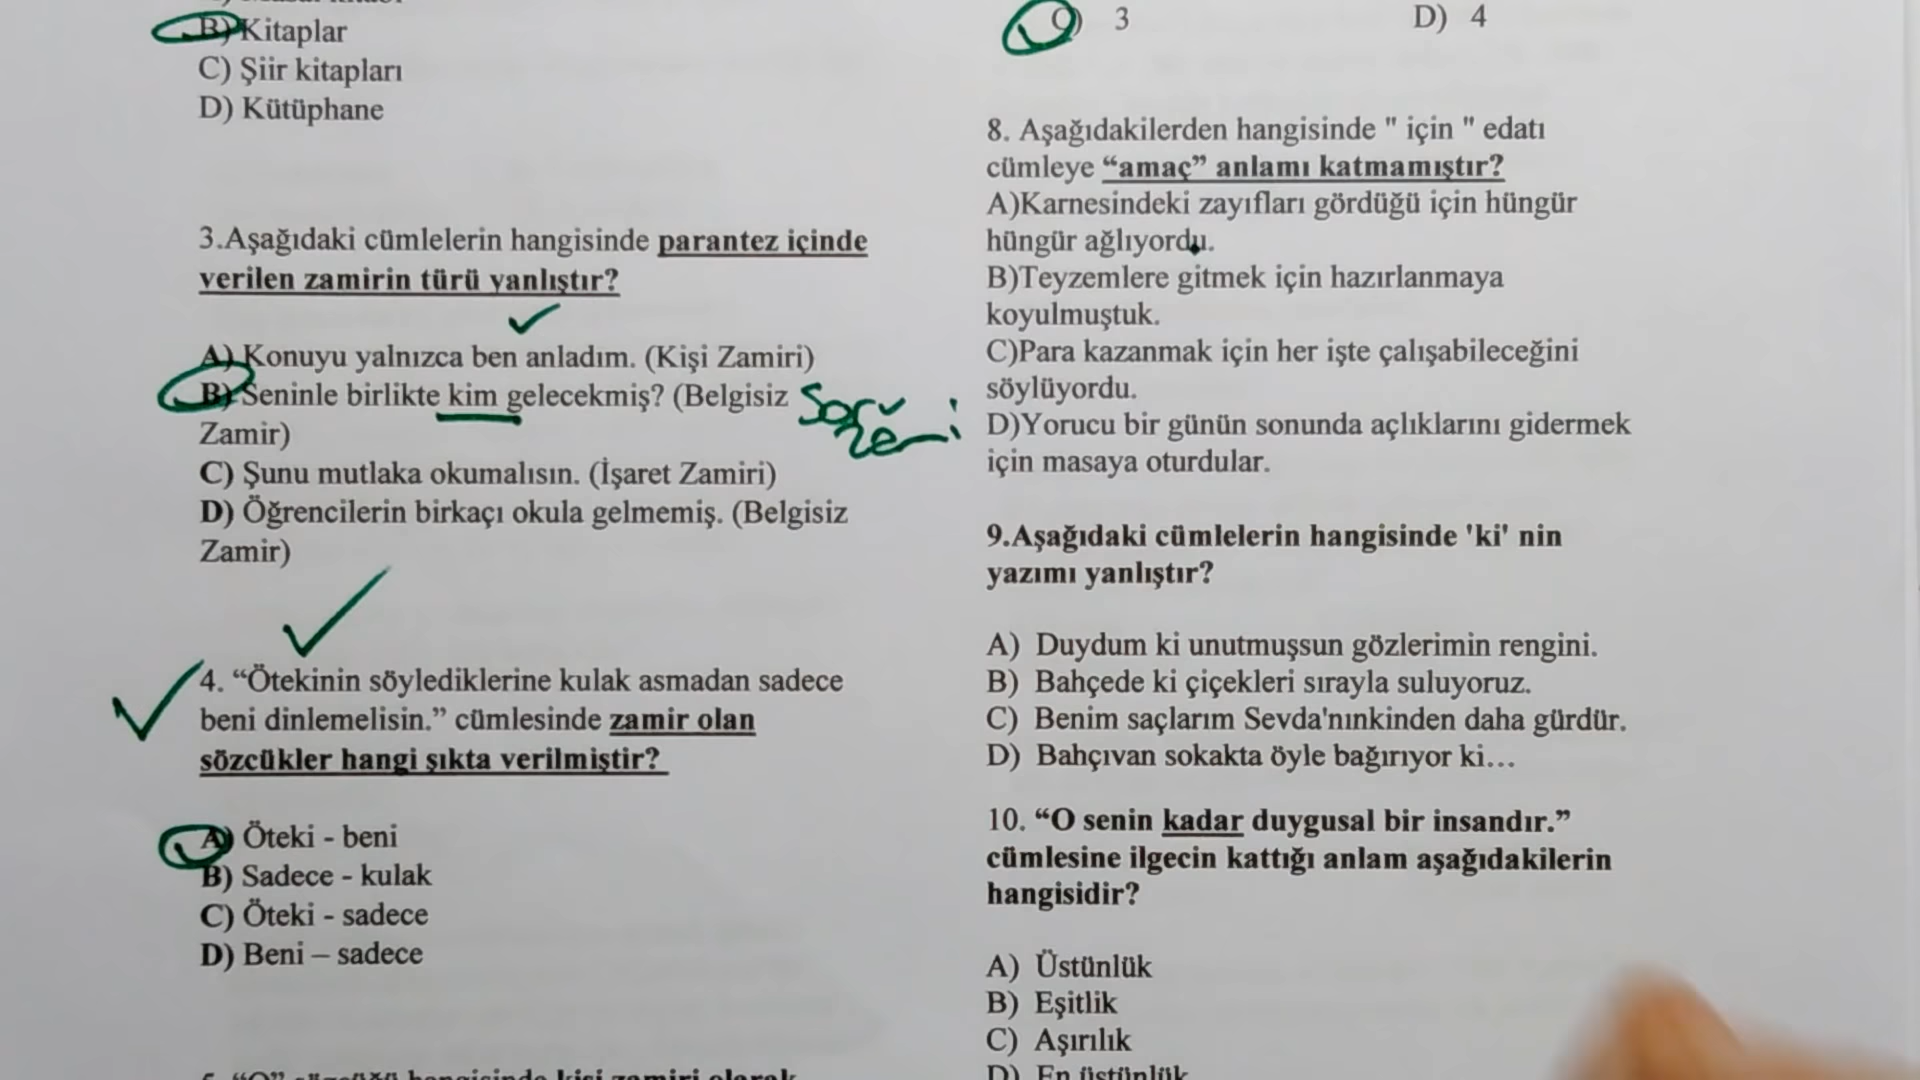 B) Kitaplar
C) Şiir kitapları
D) Kütüphane
3.Aşağıdaki cümlelerin hangisinde parantez içinde
verilen zamirin türü yanlıştır?
A) Konuyu yalnızca ben anladım. (Kişi Zamiri)
B) Seninle birlikte kim gelecekmiş? (Belgisiz
Zamir)
Soru
C) Şunu mutlaka okumalısın. (İşaret Zamiri)
D) Öğrencilerin birkaçı okula gelmemiş. (Belgisiz
Zamir)
4. “Ötekinin söylediklerine kulak asmadan sadece
beni dinlemelisin.” cümlesinde zamir olan
sözcükler hangi şıkta verilmiştir?
A) Öteki - beni
B) Sadece - kulak
C) Öteki - sadece
D) Beni – sadece
C) 3 D) 4
8. Aşağıdakilerden hangisinde " için " edatı
cümleye “amaç” anlamı katmamıştır?
A)Karnesindeki zayıfları gördüğü için hüngür
hüngür ağlıyordu.
B)Teyzemlere gitmek için hazırlanmaya
koyulmuştuk.
C)Para kazanmak için her işte çalışabileceğini
söylüyordu.
D)Yorucu bir günün sonunda açlıklarını gidermek
için masaya oturdular.
9.Aşağıdaki cümlelerin hangisinde 'ki' nin
yazımı yanlıştır?
A) Duydum ki unutmuşsun gözlerimin rengini.
B) Bahçede ki çiçekleri sırayla suluyoruz.
C) Benim saçlarım Sevda'nınkinden daha gürdür.
D) Bahçıvan sokakta öyle bağırıyor ki...
10. “O senin kadar duygusal bir insandır.”
cümlesine ilgecin kattığı anlam aşağıdakilerin
hangisidir?
A) Üstünlük
B) Eşitlik
C) Aşırılık
D) En üstünlük